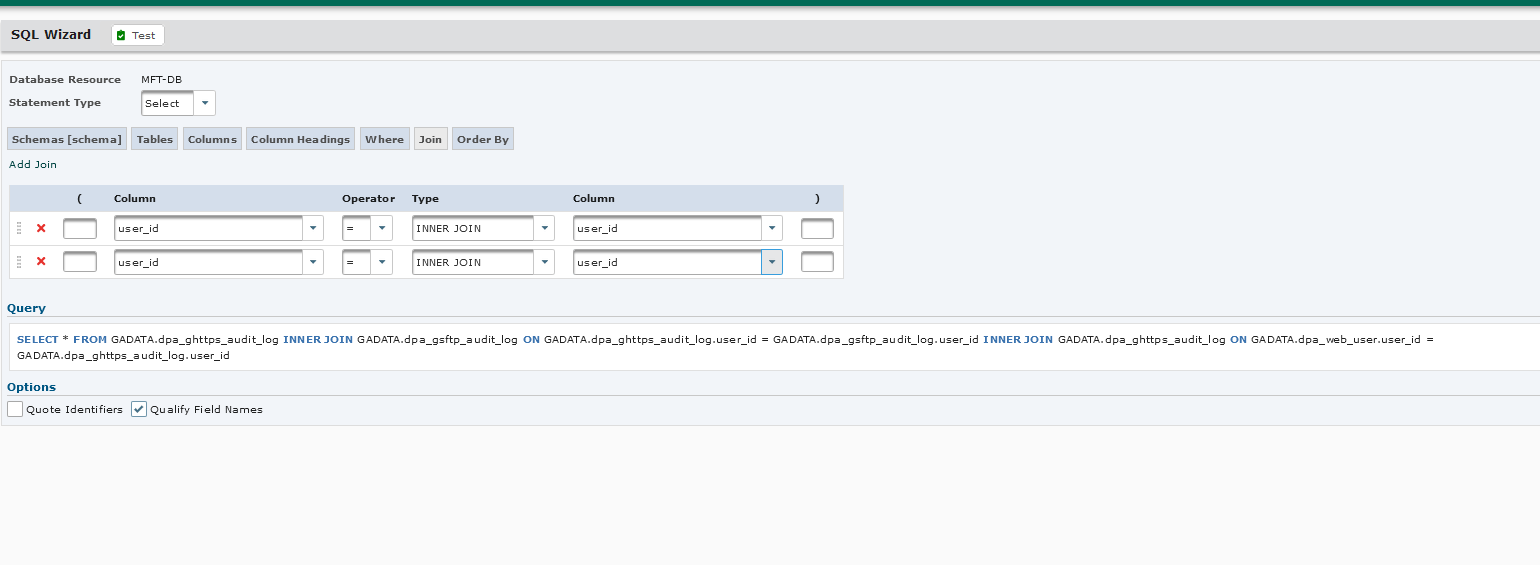 SQL Wizard Test
Database Resource MFT-DB
Statement Type Select
Schemas [schema] Tables Columns Column Headings Where Join Order By
Add Join
( Column Operator Type Column )
user_id = INNER JOIN user_id
user_id = INNER JOIN user_id
Query
SELECT * FROM GADATA.dpa_ghttps_audit_log INNER JOIN GADATA.dpa_gsftp_audit_log ON GADATA.dpa_ghttps_audit_log.user_id = GADATA.dpa_gsftp_audit_log.user_id INNER JOIN GADATA.dpa_ghttps_audit_log ON GADATA.dpa_web_user.user_id =
GADATA.dpa_ghttps_audit_log.user_id
Options
Quote Identifiers Qualify Field Names